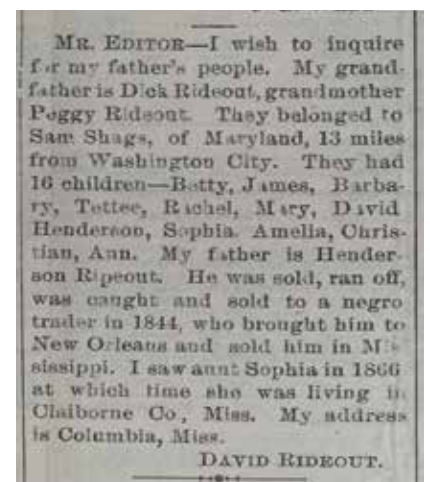 MR. EDITOR—I wish to inquire
for my father's people. My grand-
father is Dick Rideout, grandmother
Peggy Rideout. They belonged to
Sam Shags, of Maryland, 13 miles
from Washington City. They had
16 children—Betty, James, Barba-
ry, Tettee, Rachel, Mary, David
Henderson, Sophia. Amelia, Chris-
tian, Ann. My father is Hender-
son Ripeout. He was sold, ran off,
was caught and sold to a negro
trader in 1844, who brought him to
New Orleans and sold him in Mis-
sissippi. I saw aunt Sophia in 1866
at which time she was living in
Claiborne Co, Miss. My address
is Columbia, Miss.
DAVID RIDEOUT.